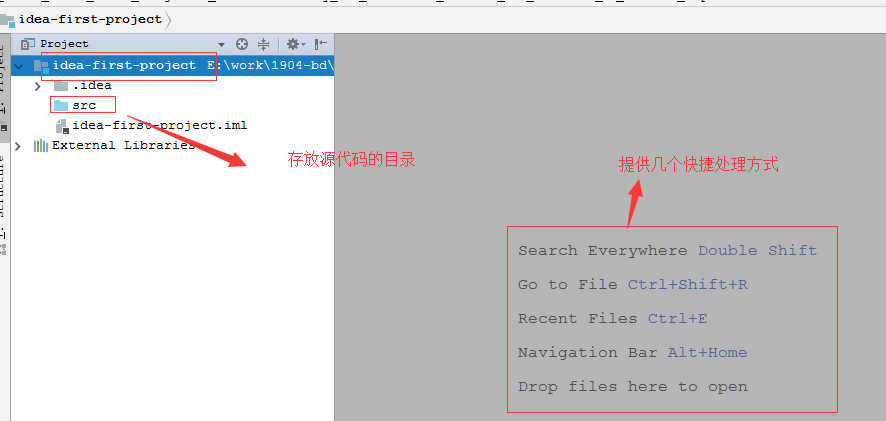 idea-first-project
Project
idea-first-project E:\work\1904-bd\
.idea
src
idea-first-project.iml
External Libraries
存放源代码的目录
提供几个快捷处理方式
Search Everywhere Double Shift
Go to File Ctrl+Shift+R
Recent Files Ctrl+E
Navigation Bar Alt+Home
Drop files here to open
Project
Structure